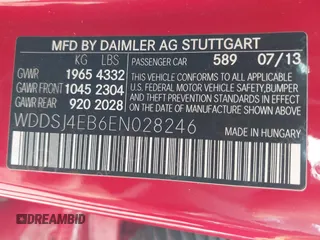 MFD BY DAIMLER AG STUTTGART
KG LBS PASSENGER CAR 589 07/13
GVWR 1965 4332 THIS VEHICLE CONFORMS TO ALL APPLICABLE
GAWR FRONT 1045 2304 U.S. FEDERAL MOTOR VEHICLE SAFETY, BUMPER
GAWR REAR 920 2028 AND THEFT PREVENTION STANDARDS IN EFFECT ON THE DATE OF MANUFACTURE SHOWN ABOVE.
WDDSJ4EB6EN028246
MADE IN HUNGARY
© DREAMBID